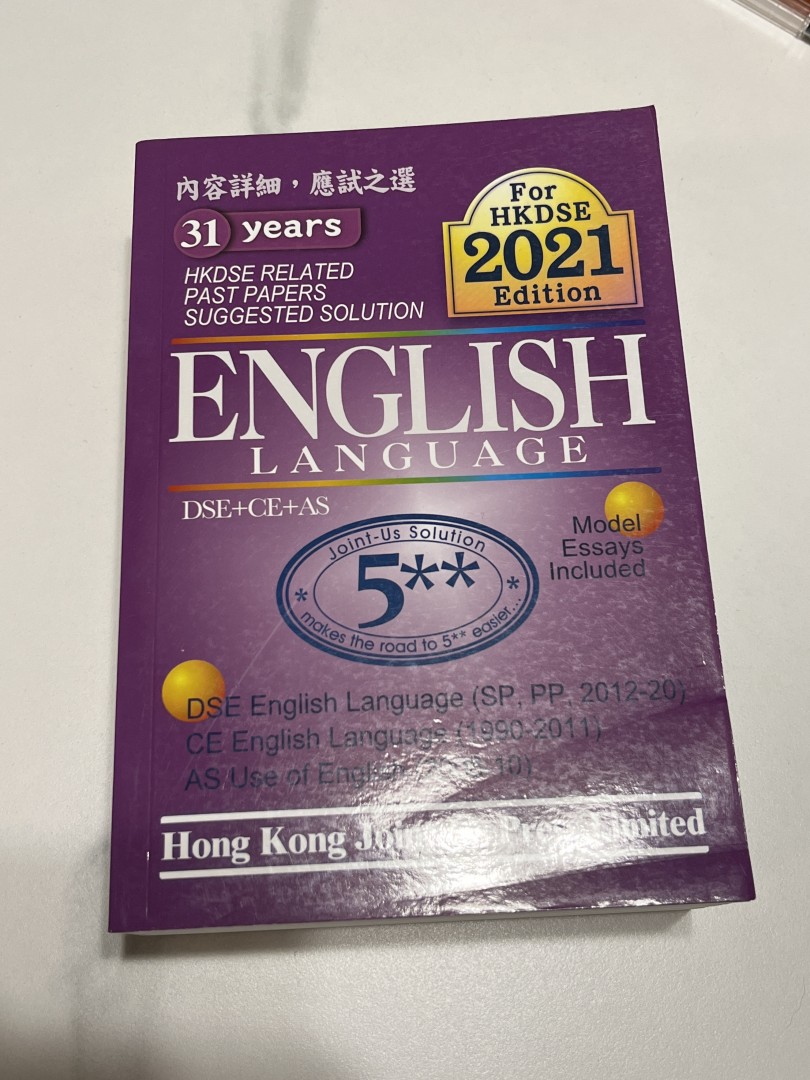 內容詳細，應試之選
31 years
HKDSE RELATED
PAST PAPERS
SUGGESTED SOLUTION
For
HKDSE
2021
Edition
ENGLISH
LANGUAGE
DSE+CE+AS
Joint-Us Solution
5**
* *
makes the road to 5** easier....
Model
Essays
Included
DSE English Language (SP, PP, 2012-20)
CE English Language (1990-2011)
AS Use of English
Hong Kong Limited